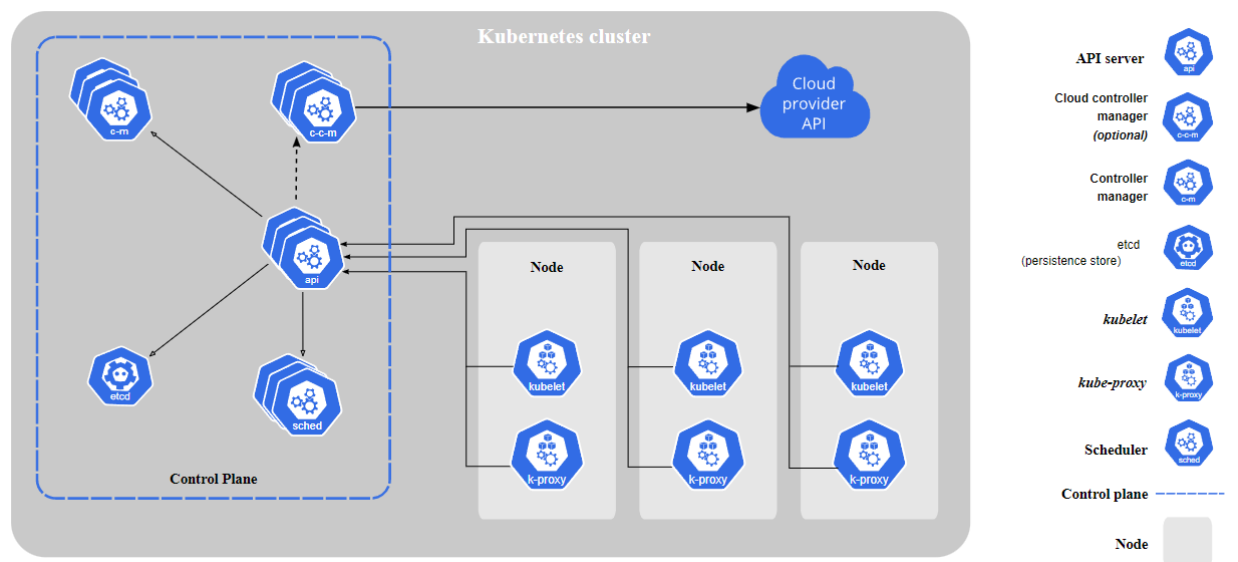 Kubernetes cluster
c-m
c-c-m
Cloud
provider
API
api
etcd
sched
Control Plane
Node
kubelet
k-proxy
Node
kubelet
k-proxy
Node
kubelet
k-proxy
API server
api
Cloud controller
manager
(optional)
c-c-m
Controller
manager
c-m
etcd
(persistence store)
etcd
kubelet
kubelet
kube-proxy
k-proxy
Scheduler
sched
Control plane
Node